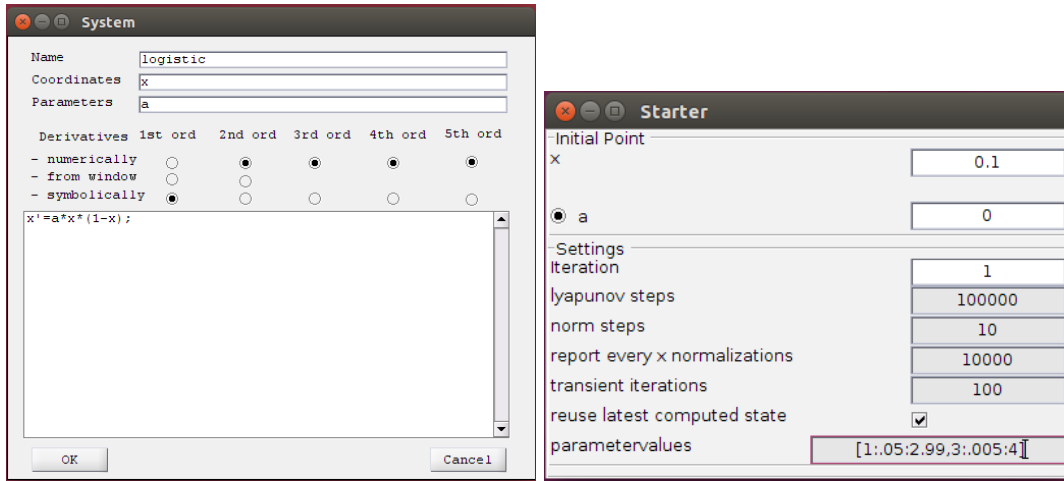 System
Name logistic
Coordinates x
Parameters a
Derivatives 1st ord 2nd ord 3rd ord 4th ord 5th ord
- numerically
- from window
- symbolically
x'=a*x*(1-x);
OK Cancel
Starter
Initial Point
x 0.1
a 0
Settings
Iteration 1
lyapunov steps 100000
norm steps 10
report every x normalizations 10000
transient iterations 100
reuse latest computed state
parametervalues [1:.05:2.99,3:.005:4]